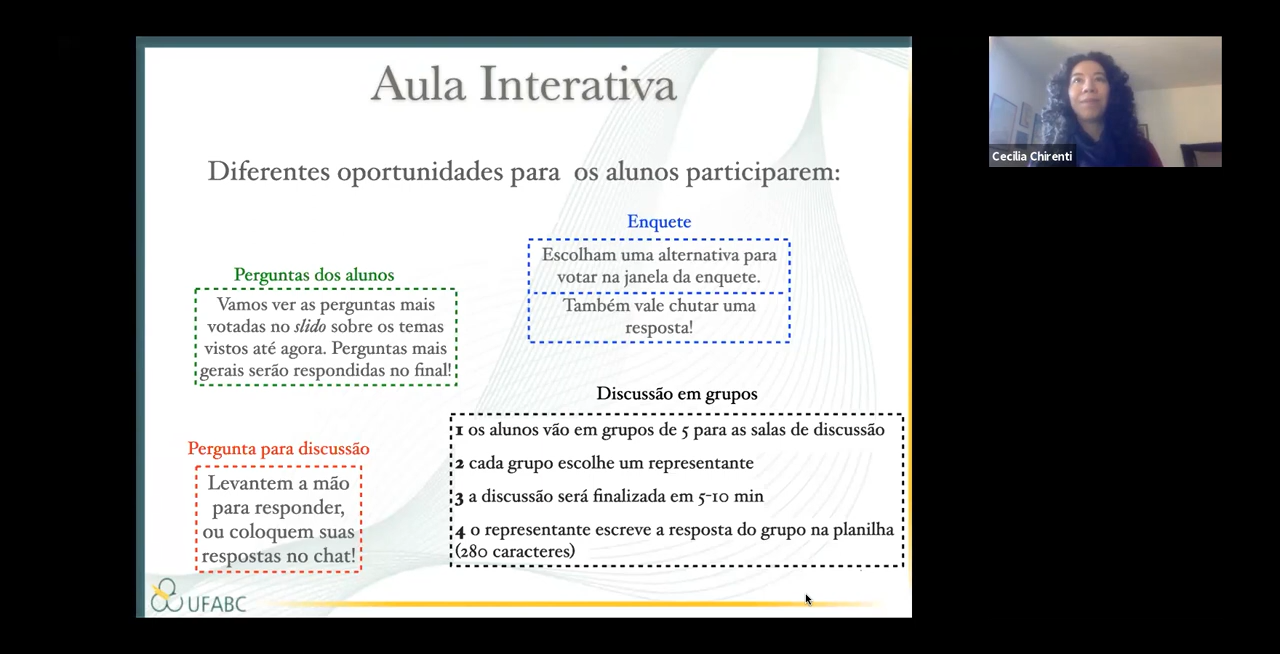 Aula Interativa
Diferentes oportunidades para os alunos participarem:
Enquete
Escolham uma alternativa para
votar na janela da enquete.
Também vale chutar uma
resposta!
Perguntas dos alunos
Vamos ver as perguntas mais
votadas no slido sobre os temas
vistos até agora. Perguntas mais
gerais serão respondidas no final!
Discussão em grupos
1 os alunos vão em grupos de 5 para as salas de discussão
2 cada grupo escolhe um representante
3 a discussão será finalizada em 5-10 min
4 o representante escreve a resposta do grupo na planilha
(280 caracteres)
Pergunta para discussão
Levantem a mão
para responder,
ou coloquem suas
respostas no chat!
UFABC
Cecilia Chirenti